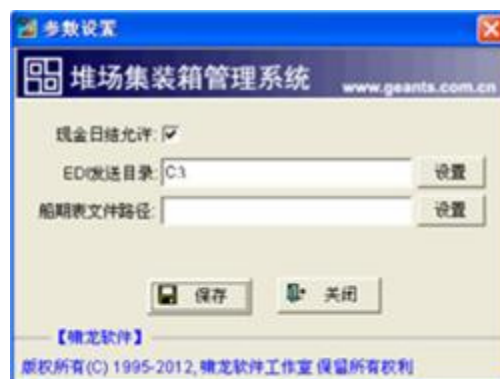 参数设置
堆场集装箱管理系统 www.geants.com.cn
现金日结允许:
EDI发送目录: C:\ 设置
船期表文件路径: 设置
保存 关闭
龙软件】
版权所有(C) 1995-2012, 龙软件工作室 保留所有权利